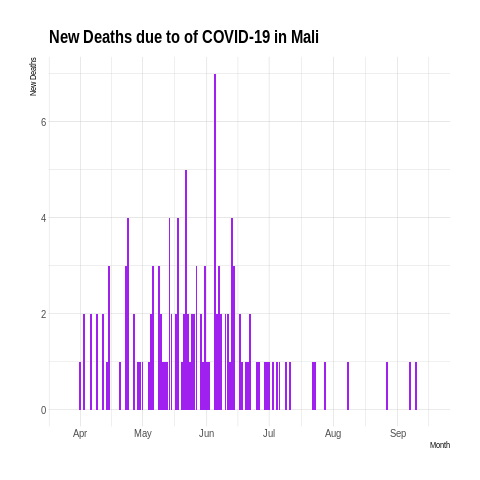 New Deaths due to of COVID-19 in Mali
New Deaths
6
4
2
0
Apr May Jun Jul Aug Sep
Month